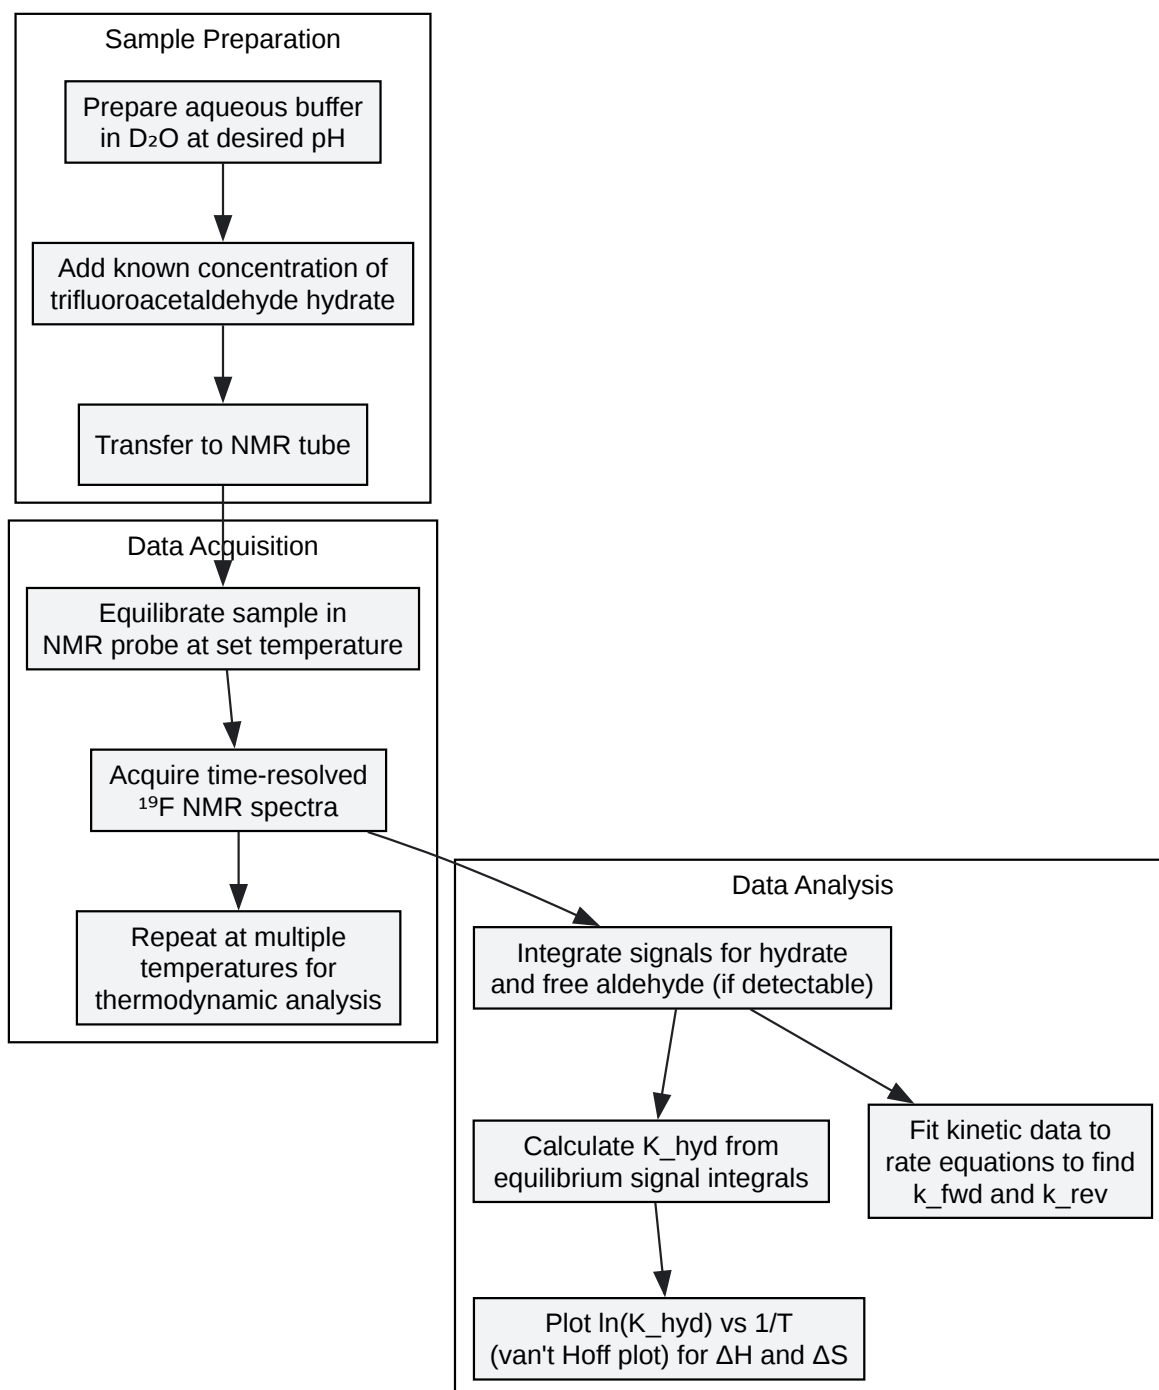 Sample Preparation
Prepare aqueous buffer
in D₂O at desired pH
Add known concentration of
trifluoroacetaldehyde hydrate
Transfer to NMR tube
Data Acquisition
Equilibrate sample in
NMR probe at set temperature
Acquire time-resolved
¹⁹F NMR spectra
Repeat at multiple
temperatures for
thermodynamic analysis
Data Analysis
Integrate signals for hydrate
and free aldehyde (if detectable)
Calculate K_hyd from
equilibrium signal integrals
Fit kinetic data to
rate equations to find
k_fwd and k_rev
Plot ln(K_hyd) vs 1/T
(van't Hoff plot) for ΔH and ΔS